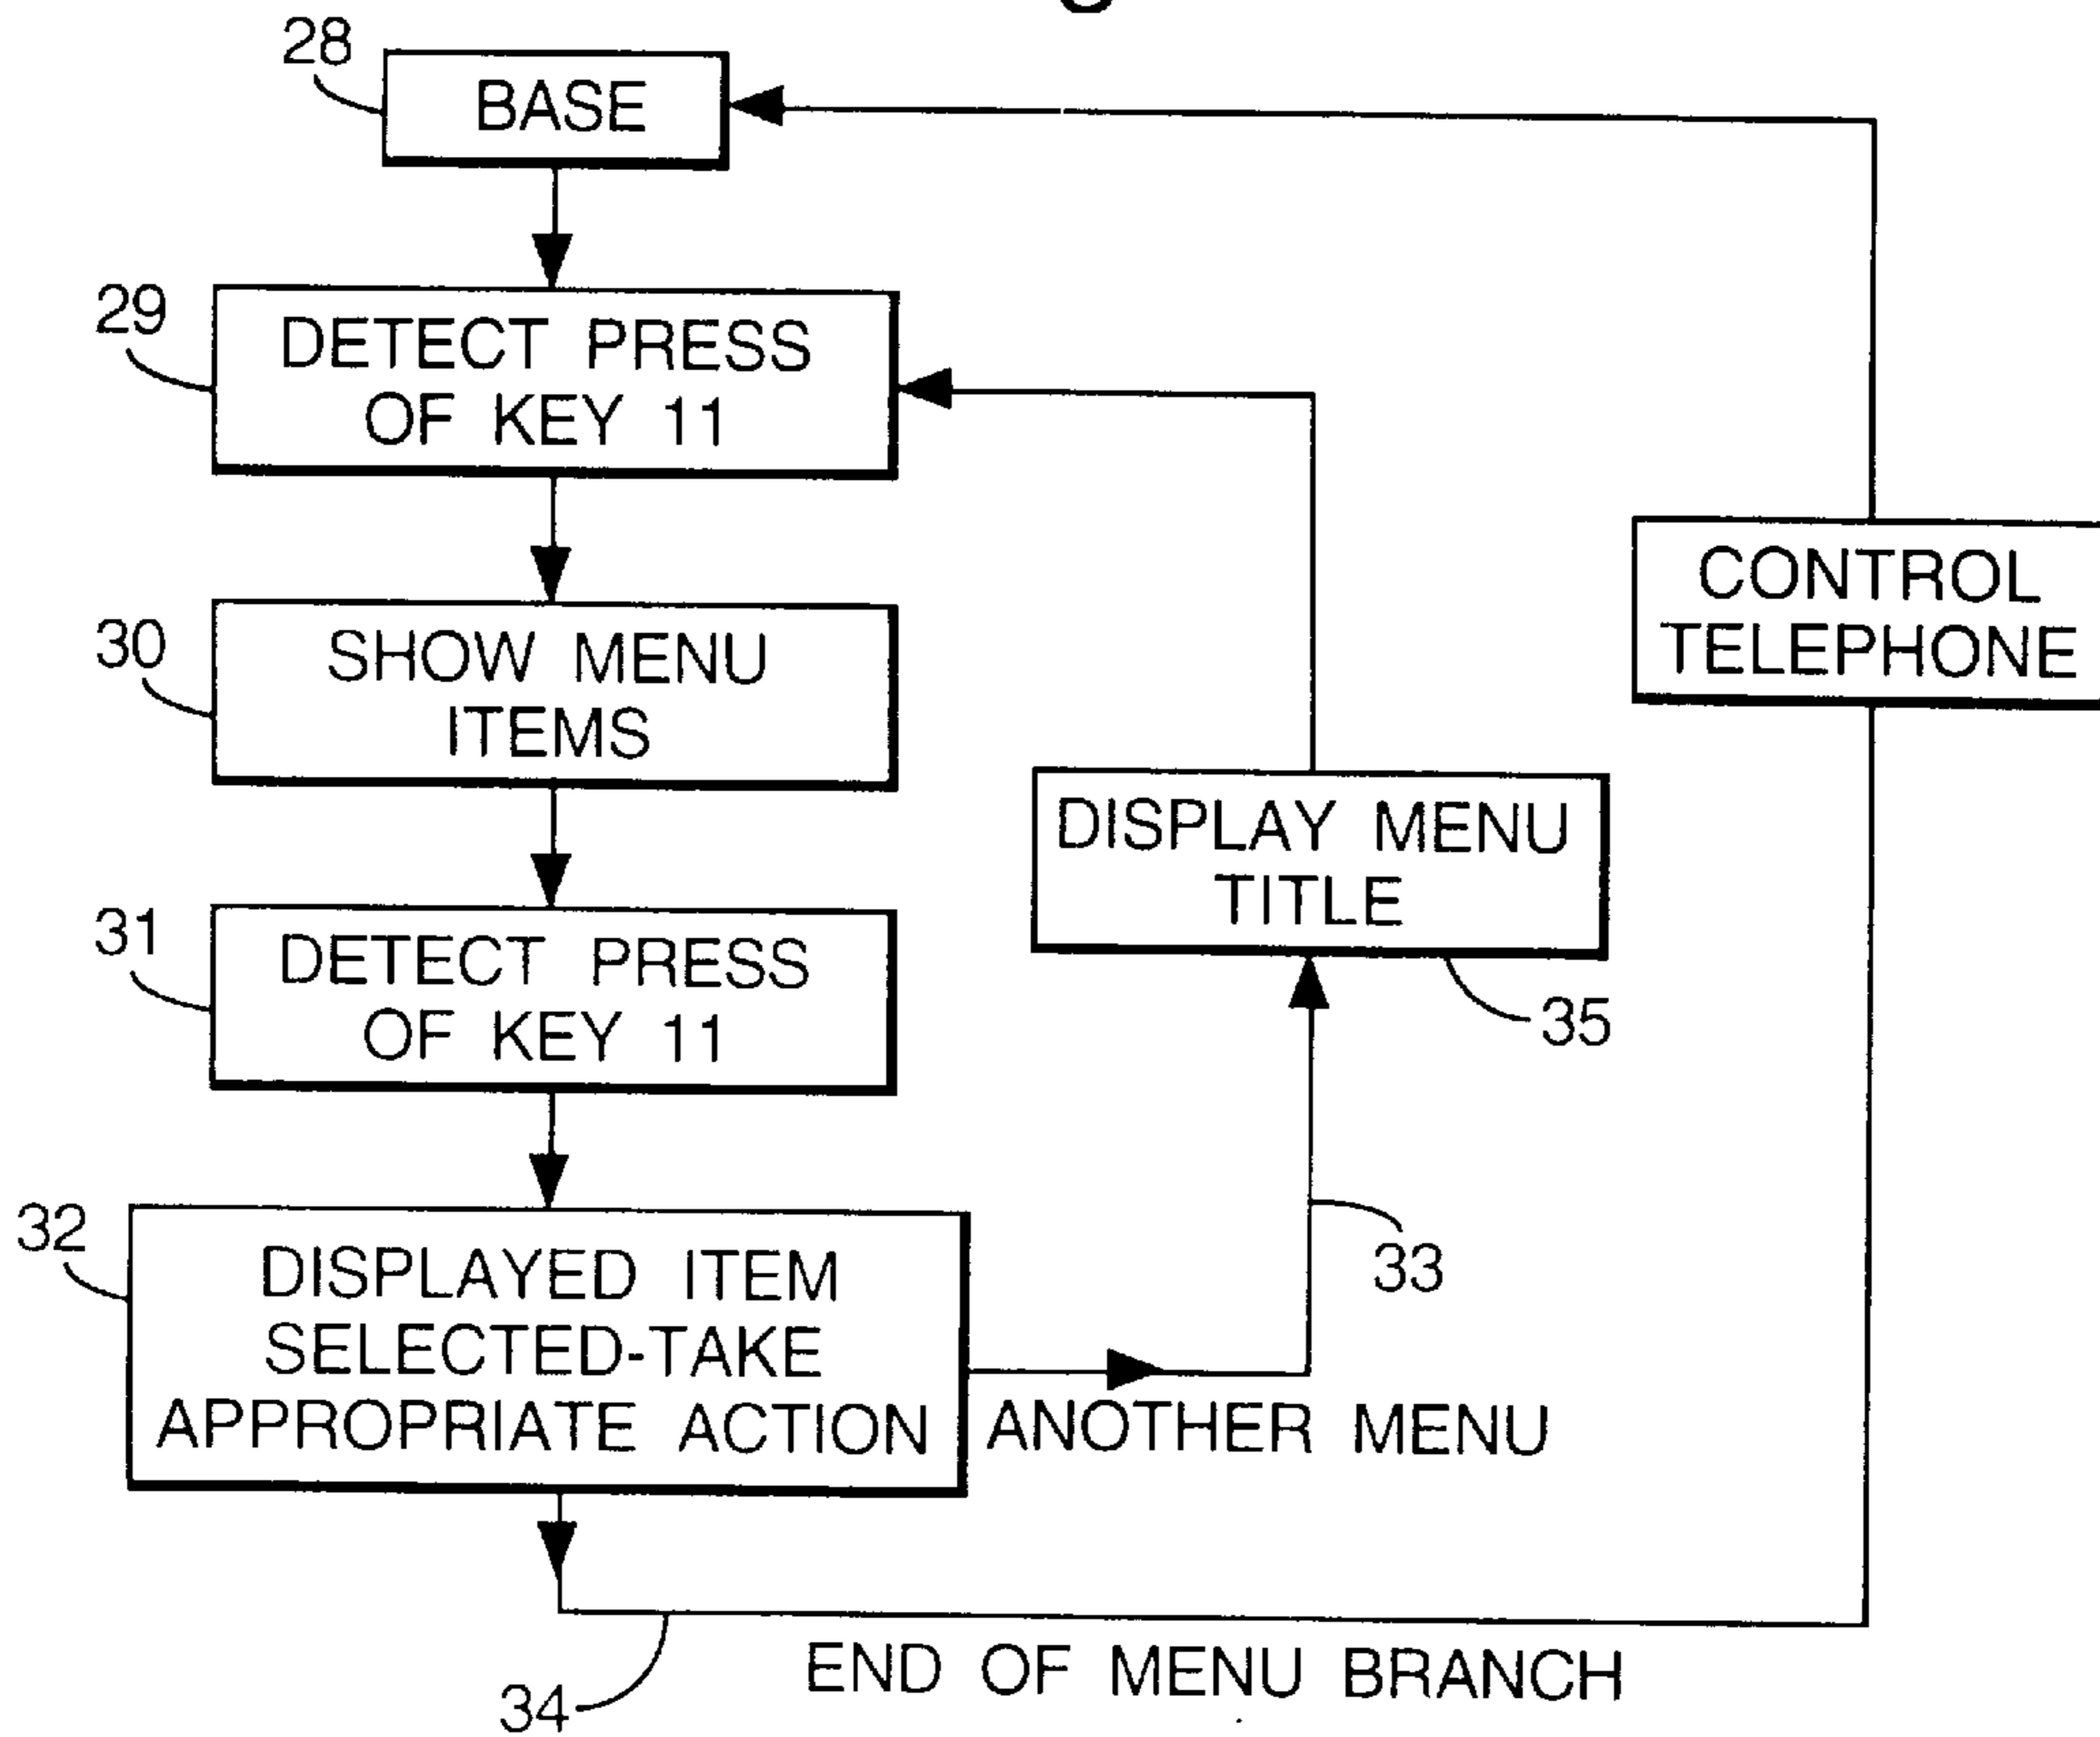 28
BASE
29
DETECT PRESS
OF KEY 11
30
SHOW MENU
ITEMS
31
DETECT PRESS
OF KEY 11
32
DISPLAYED ITEM
SELECTED-TAKE
APPROPRIATE ACTION
ANOTHER MENU
33
DISPLAY MENU
TITLE
35
CONTROL
TELEPHONE
END OF MENU BRANCH
34